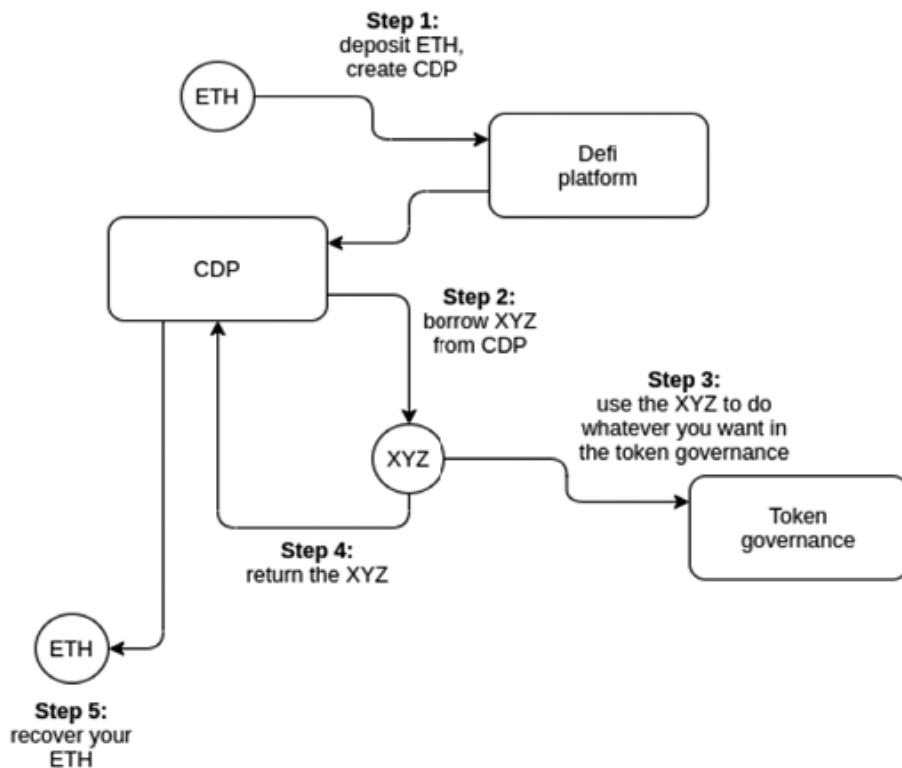 Step 1:
deposit ETH,
create CDP
ETH
Defi
platform
CDP
Step 2:
borrow XYZ
from CDP
Step 3:
use the XYZ to do
whatever you want in
the token governance
XYZ
Token
governance
Step 4:
return the XYZ
ETH
Step 5:
recover your
ETH